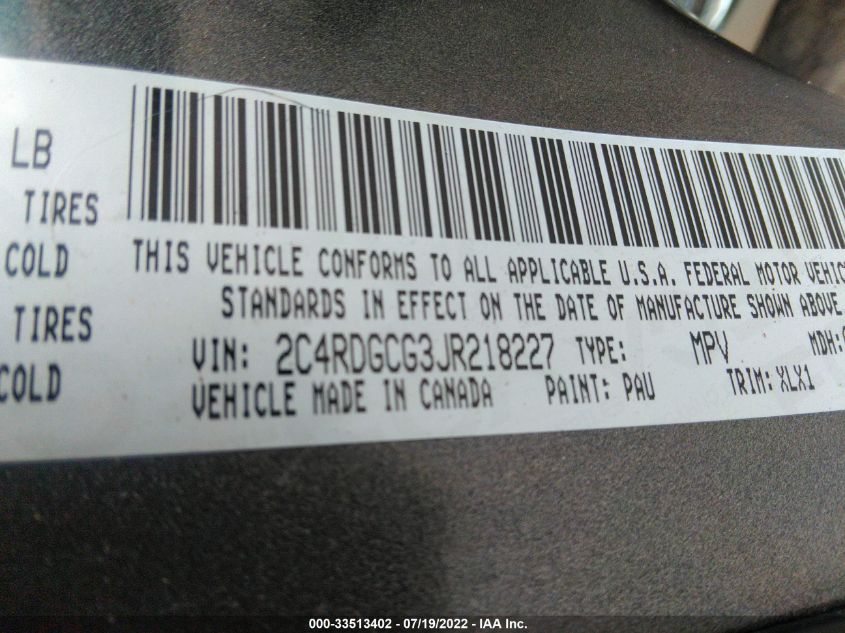 LB
TIRES
COLD
TIRES
COLD
THIS VEHICLE CONFORMS TO ALL APPLICABLE U.S.A. FEDERAL MOTOR VEHIC
STANDARDS IN EFFECT ON THE DATE OF MANUFACTURE SHOWN ABOVE
VIN: 2C4RDGCG3JR218227 TYPE: MPV MDH:
VEHICLE MADE IN CANADA PAINT: PAU TRIM: XLX1
000-33513402 - 07/19/2022 - IAA Inc.